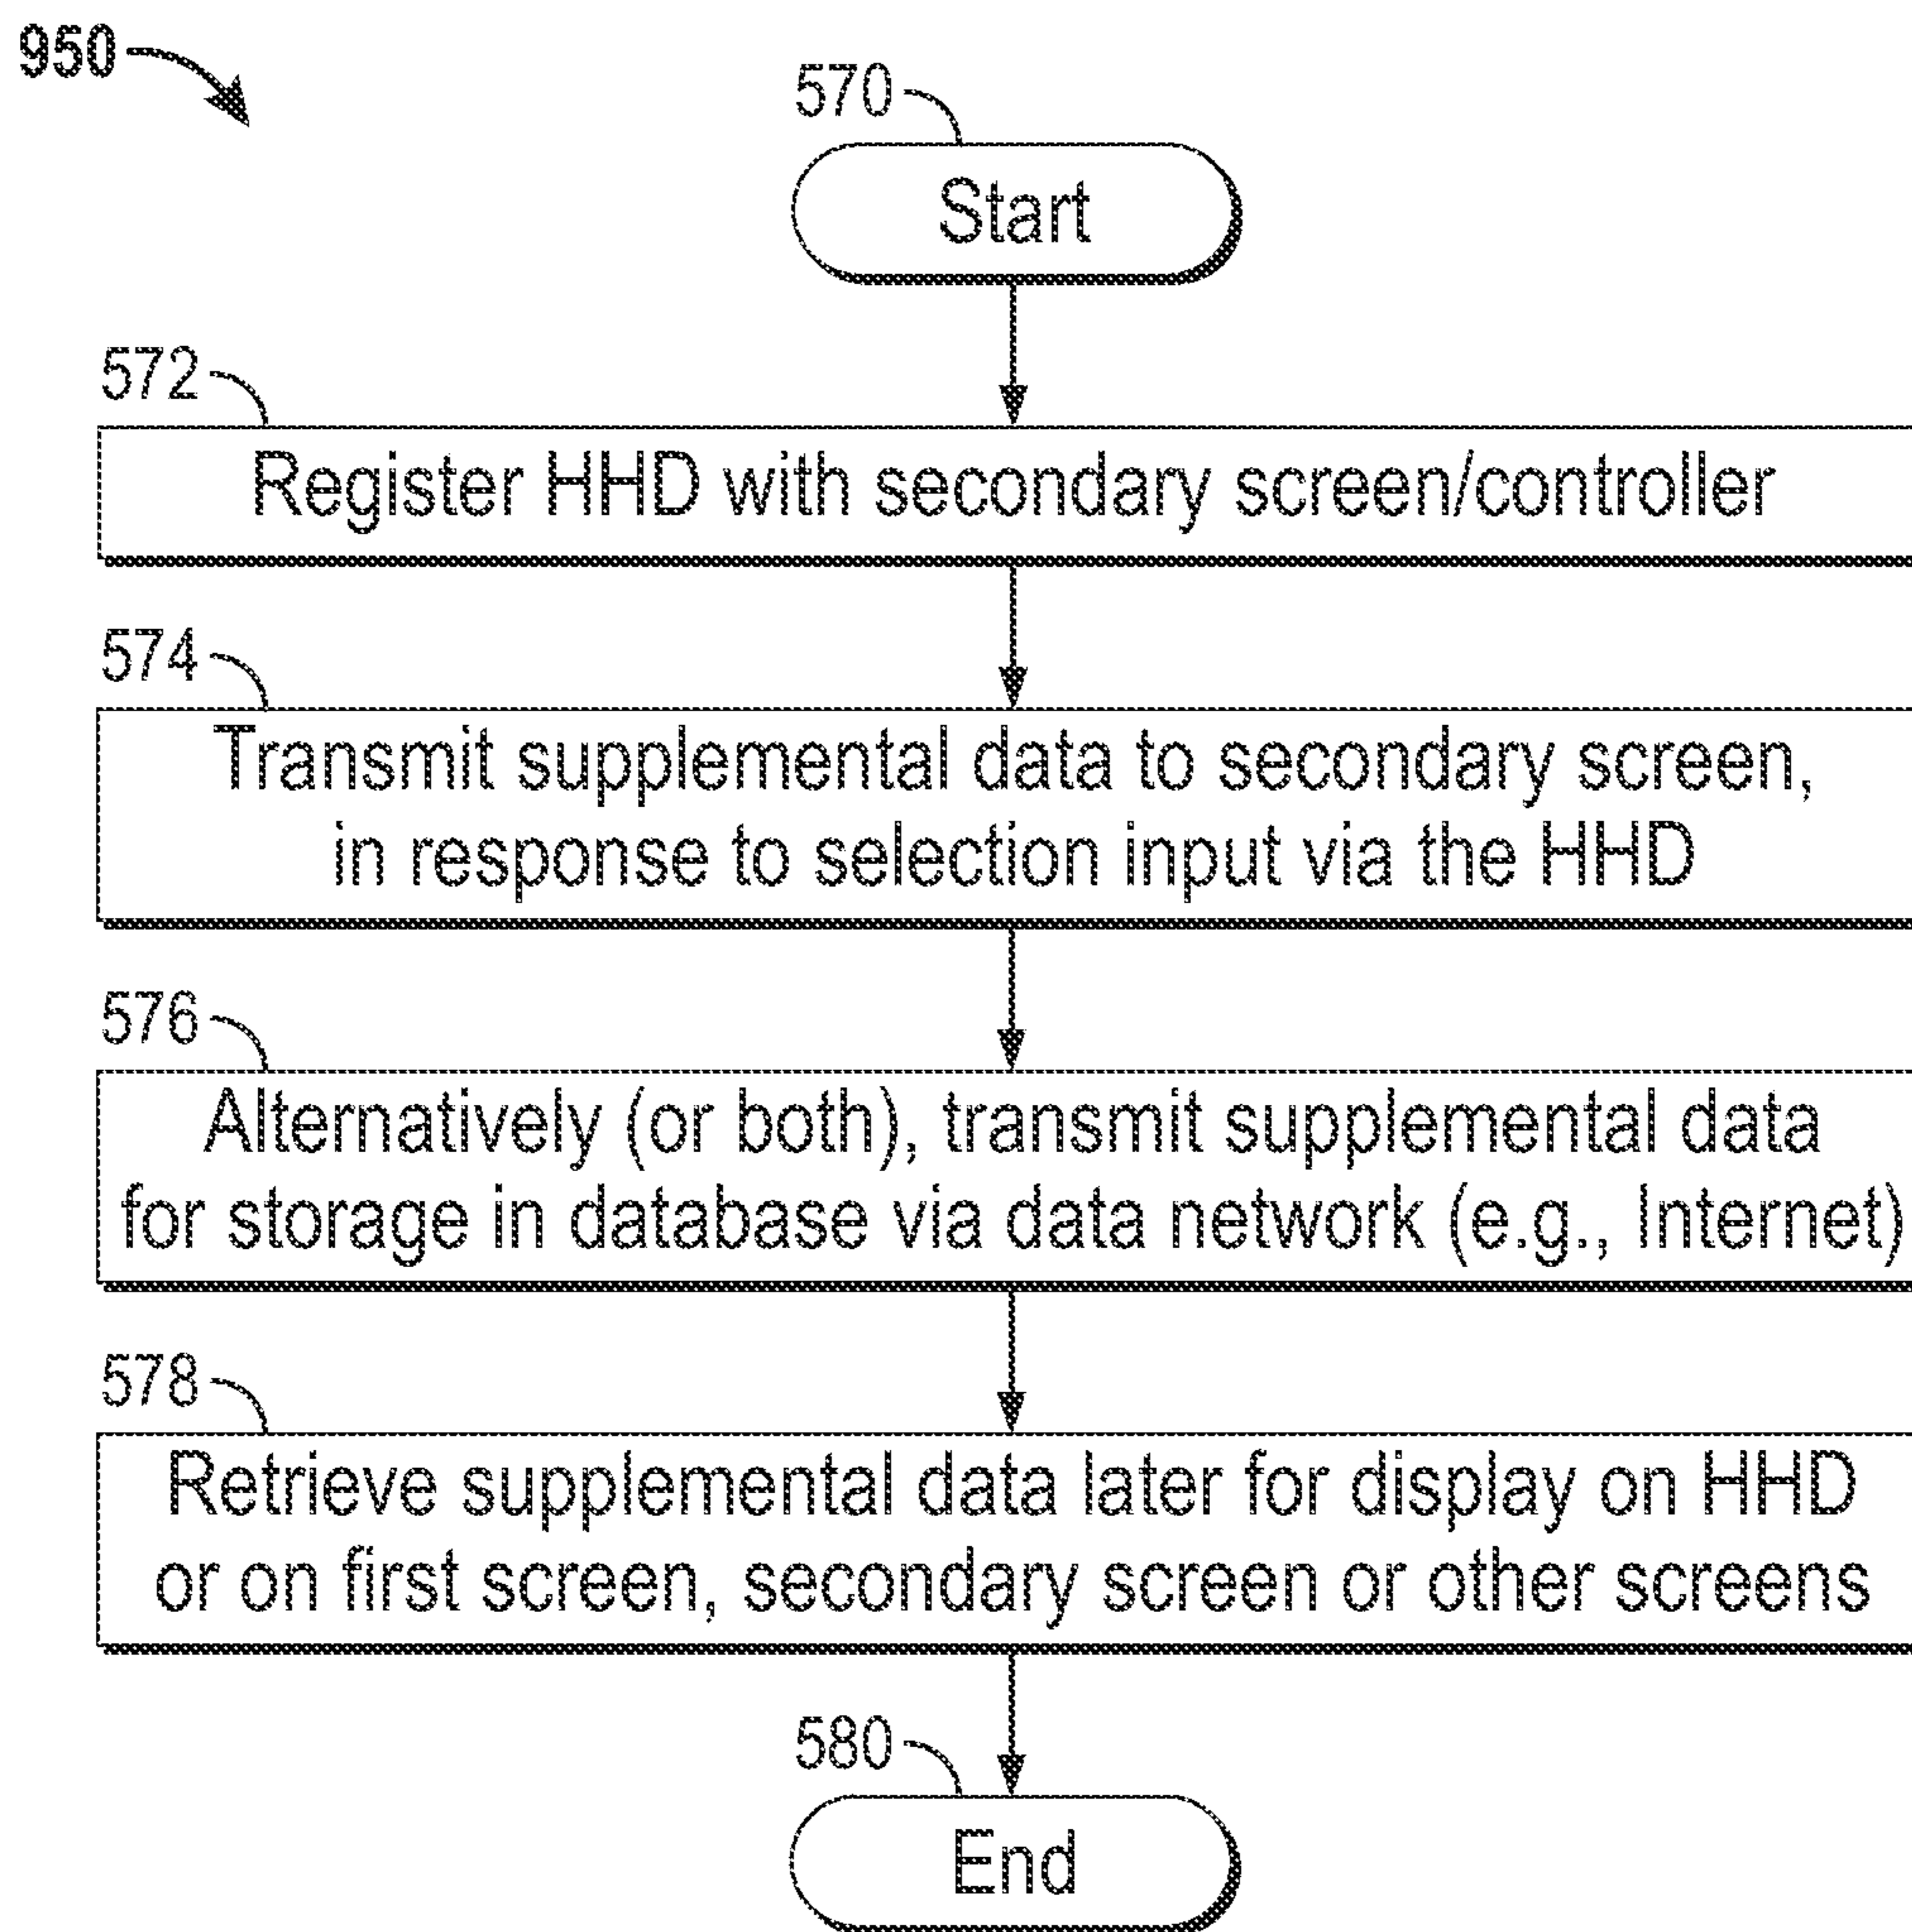 950
570
Start
572
Register HHD with secondary screen/controller
574
Transmit supplemental data to secondary screen,
in response to selection input via the HHD
576
Alternatively (or both), transmit supplemental data
for storage in database via data network (e.g., Internet)
578
Retrieve supplemental data later for display on HHD
or on first screen, secondary screen or other screens
580
End